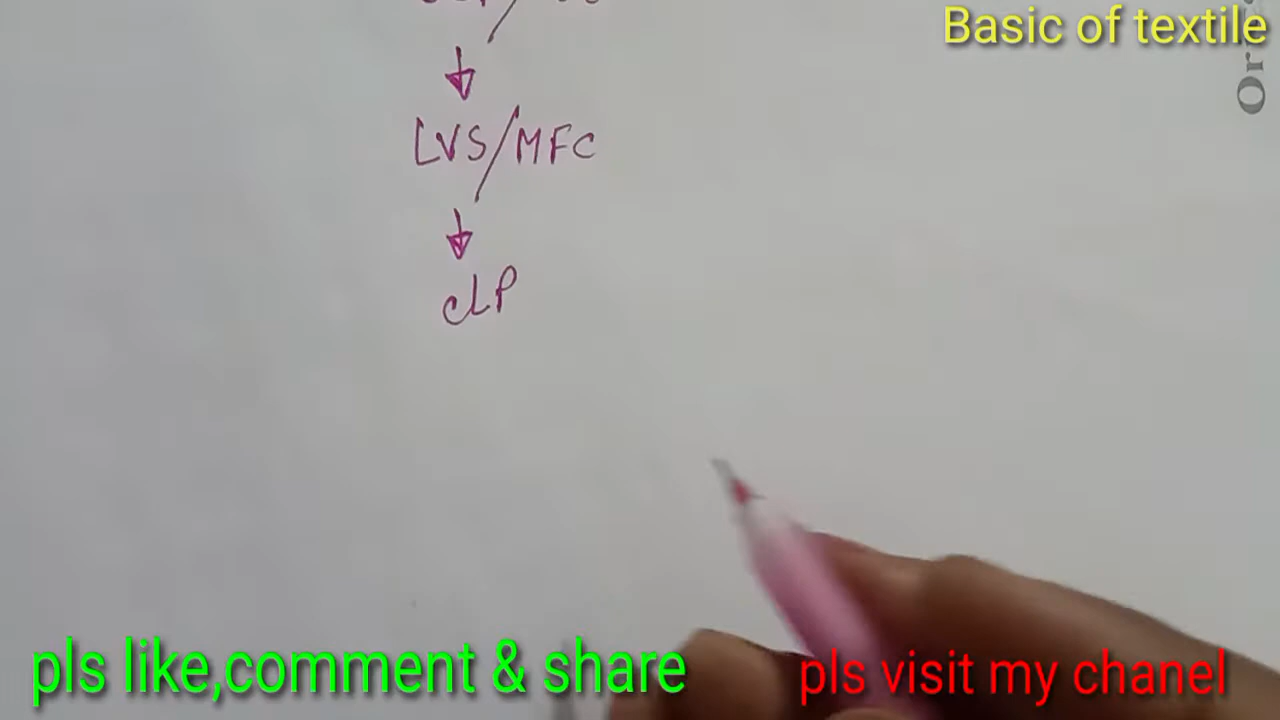 Basic of textile
LVS/MFC
CLP
pls like,comment & share
pls visit my chanel